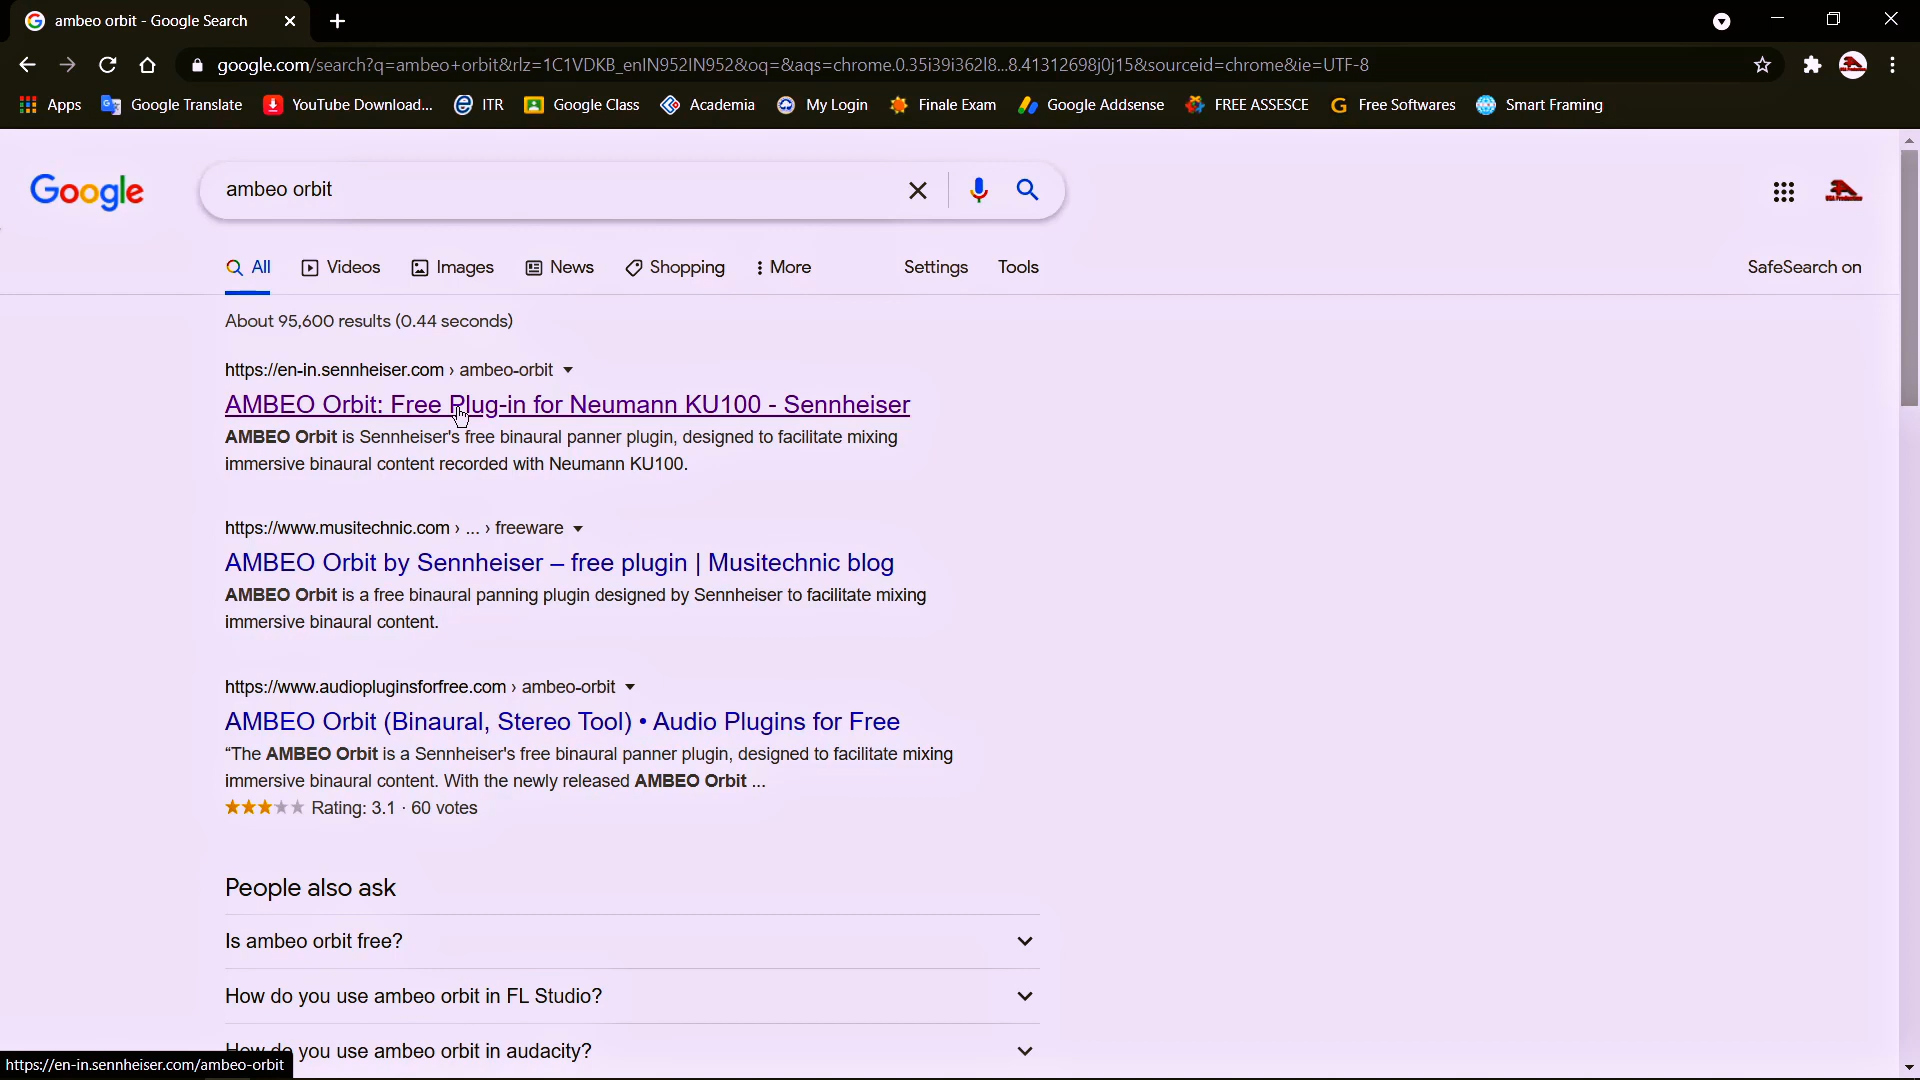 ambeo orbit - Google Search
google.com/search?q=ambeo+orbit&rlz=1C1VDKB_enIN952IN952&oq=&aqs=chrome.0.35i39i362l8...8.41312698j0j15&sourceid=chrome&ie=UTF-8
Apps Google Translate YouTube Download... ITR Google Class Academia My Login Finale Exam Google Addsense FREE ASSESCE Free Softwares Smart Framing
Google
ambeo orbit
All Videos Images News Shopping More Settings Tools SafeSearch on
About 95,600 results (0.44 seconds)
https://en-in.sennheiser.com › ambeo-orbit
AMBEO Orbit: Free Plug-in for Neumann KU100 - Sennheiser
AMBEO Orbit is Sennheiser's free binaural panner plugin, designed to facilitate mixing
immersive binaural content recorded with Neumann KU100.
https://www.musitechnic.com › ... › freeware
AMBEO Orbit by Sennheiser – free plugin | Musitechnic blog
AMBEO Orbit is a free binaural panning plugin designed by Sennheiser to facilitate mixing
immersive binaural content.
https://www.audiopluginsforfree.com › ambeo-orbit
AMBEO Orbit (Binaural, Stereo Tool) • Audio Plugins for Free
“The AMBEO Orbit is a Sennheiser's free binaural panner plugin, designed to facilitate mixing
immersive binaural content. With the newly released AMBEO Orbit ...
Rating: 3.1 · 60 votes
People also ask
Is ambeo orbit free?
How do you use ambeo orbit in FL Studio?
How do you use ambeo orbit in audacity?
https://en-in.sennheiser.com/ambeo-orbit